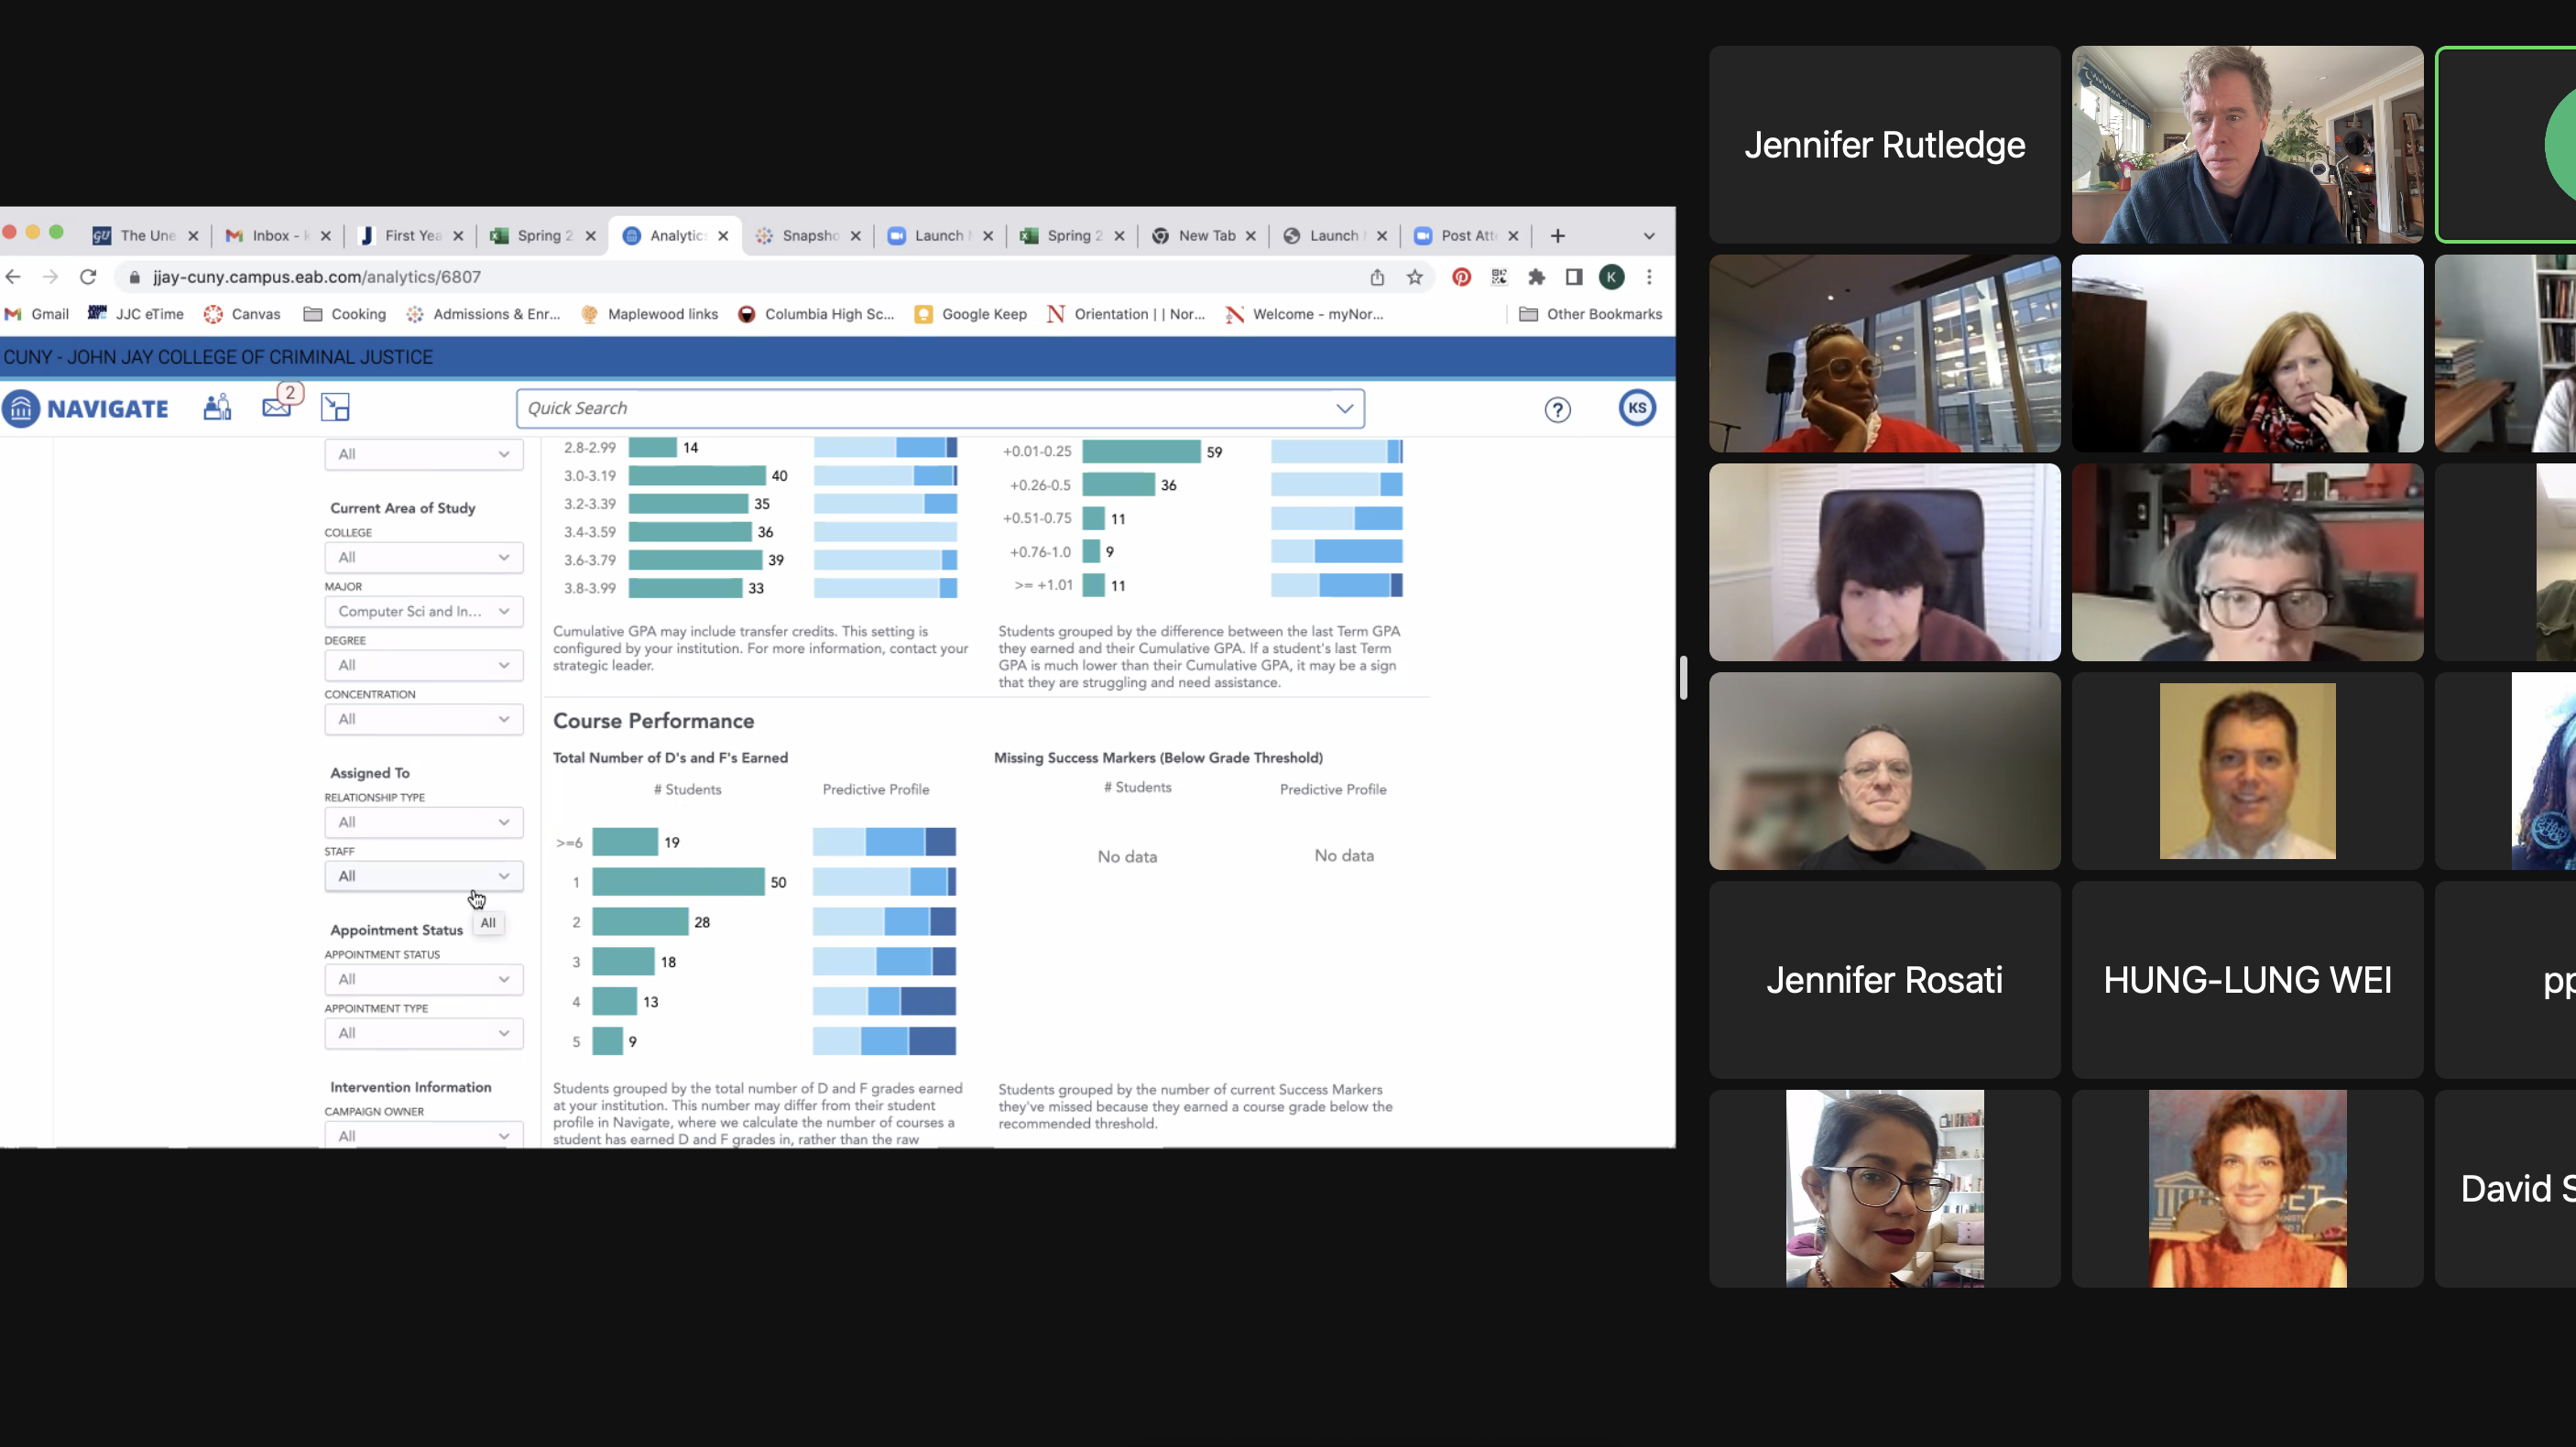 The Une
Inbox - k
First Yea
Spring 2
Analytics
Snapsho
Launch
Spring 2
New Tab
Launch
Post Att
jjay-cuny.campus.eab.com/analytics/6807
K
Gmail
JJC eTime
Canvas
Cooking
Admissions & Enr...
Maplewood links
Columbia High Sc...
Google Keep
Orientation | | Nor...
Welcome - myNor...
Other Bookmarks
CUNY - JOHN JAY COLLEGE OF CRIMINAL JUSTICE
NAVIGATE
2
Quick Search
?
KS
All
Current Area of Study
COLLEGE
All
MAJOR
Computer Sci and In...
DEGREE
All
CONCENTRATION
All
Assigned To
RELATIONSHIP TYPE
All
STAFF
All
All
Appointment Status
APPOINTMENT STATUS
All
APPOINTMENT TYPE
All
Intervention Information
CAMPAIGN OWNER
All
2.8-2.99 14
3.0-3.19 40
3.2-3.39 35
3.4-3.59 36
3.6-3.79 39
3.8-3.99 33
Cumulative GPA may include transfer credits. This setting is
configured by your institution. For more information, contact your
strategic leader.
+0.01-0.25 59
+0.26-0.5 36
+0.51-0.75 11
+0.76-1.0 9
>= +1.01 11
Students grouped by the difference between the last Term GPA
they earned and their Cumulative GPA. If a student's last Term
GPA is much lower than their Cumulative GPA, it may be a sign
that they are struggling and need assistance.
Course Performance
Total Number of D's and F's Earned
# Students Predictive Profile
>=6 19
1 50
2 28
3 18
4 13
5 9
Students grouped by the total number of D and F grades earned
at your institution. This number may differ from their student
profile in Navigate, where we calculate the number of courses a
student has earned D and F grades in, rather than the raw
Missing Success Markers (Below Grade Threshold)
# Students Predictive Profile
No data No data
Students grouped by the number of current Success Markers
they've missed because they earned a course grade below the
recommended threshold.
Jennifer Rutledge
Jennifer Rosati
HUNG-LUNG WEI
pp
David S